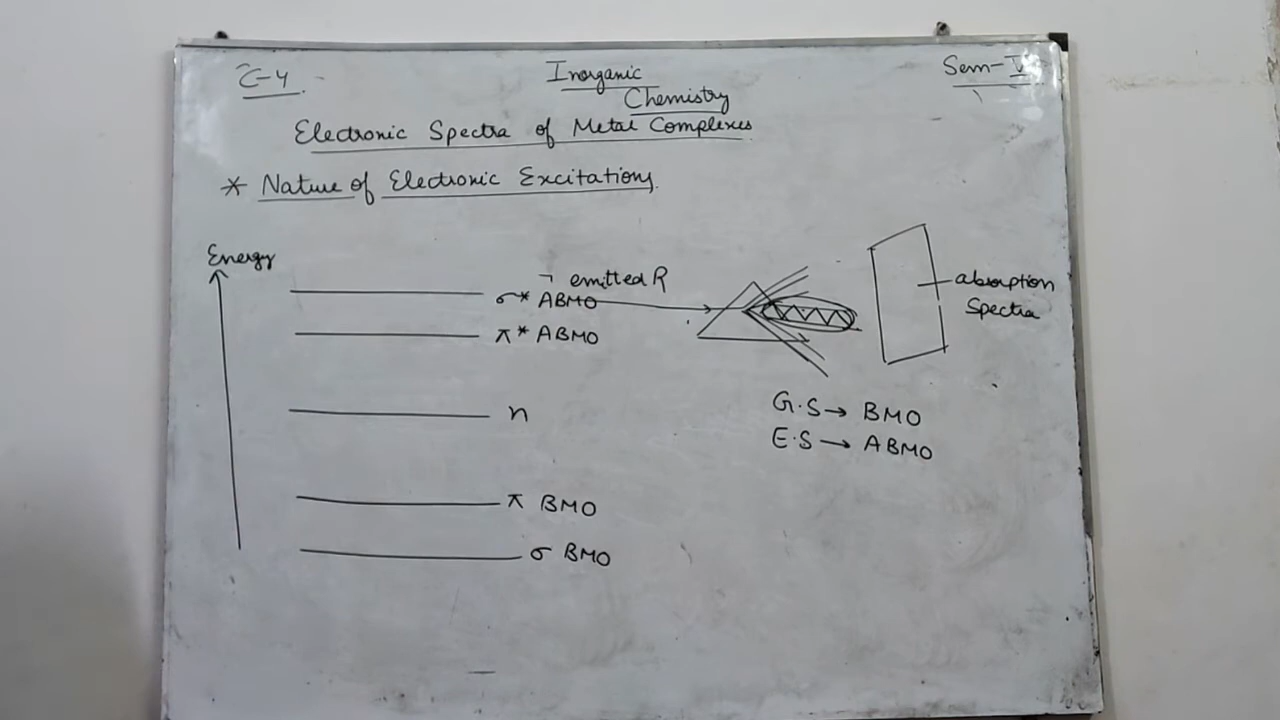 C-4
Inorganic
Chemistry
Sem-V
Electronic Spectra of Metal Complexes
* Nature of Electronic Excitations
Energy
¬ emitted R
σ* ABMO
π* ABMO
n
π BMO
σ BMO
absorption
Spectra
G.S → BMO
E.S → ABMO